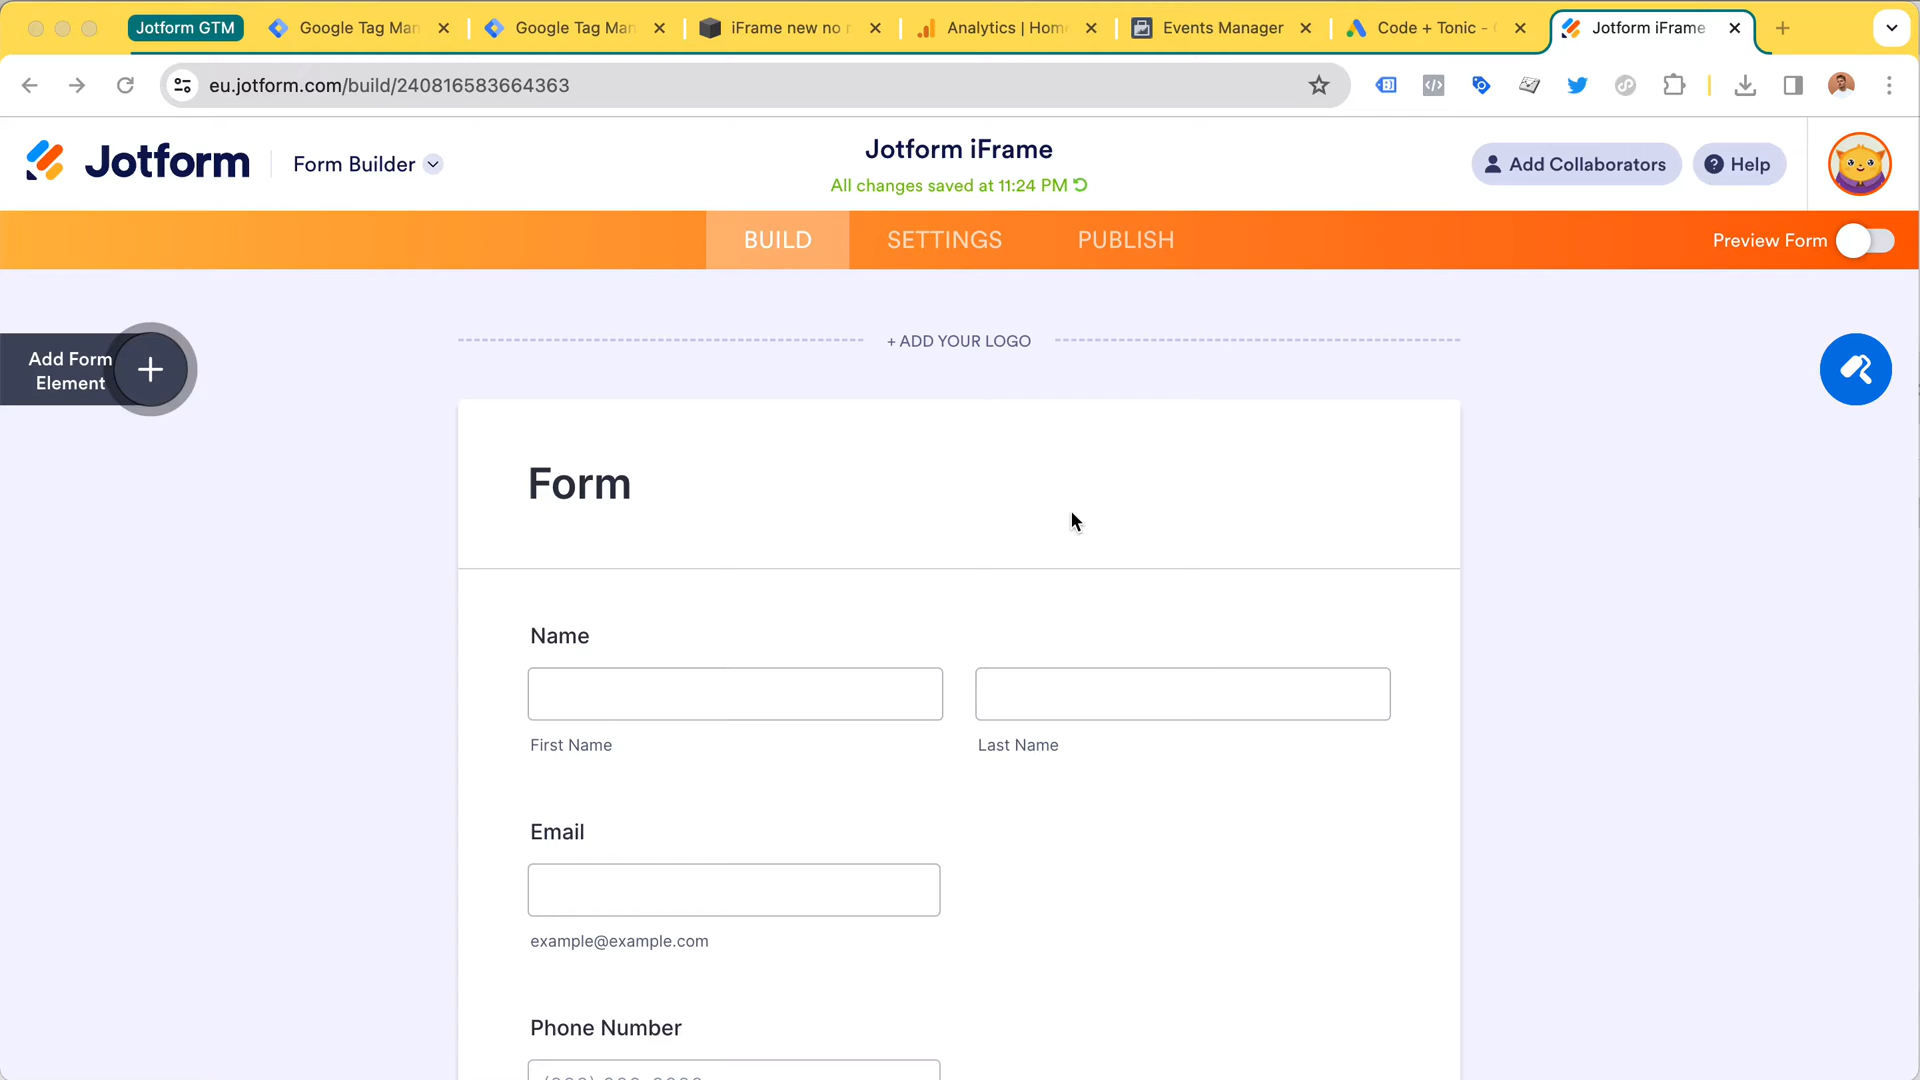 Jotform GTM
Google Tag Man
Google Tag Man
iFrame new no r
Analytics | Hom
Events Manager
Code + Tonic -
Jotform iFrame
eu.jotform.com/build/240816583664363
Jotform
Form Builder
Jotform iFrame
All changes saved at 11:24 PM
Add Collaborators
Help
BUILD
SETTINGS
PUBLISH
Preview Form
Add Form
Element
+ ADD YOUR LOGO
Form
Name
First Name
Last Name
Email
example@example.com
Phone Number
(000) 000-0000